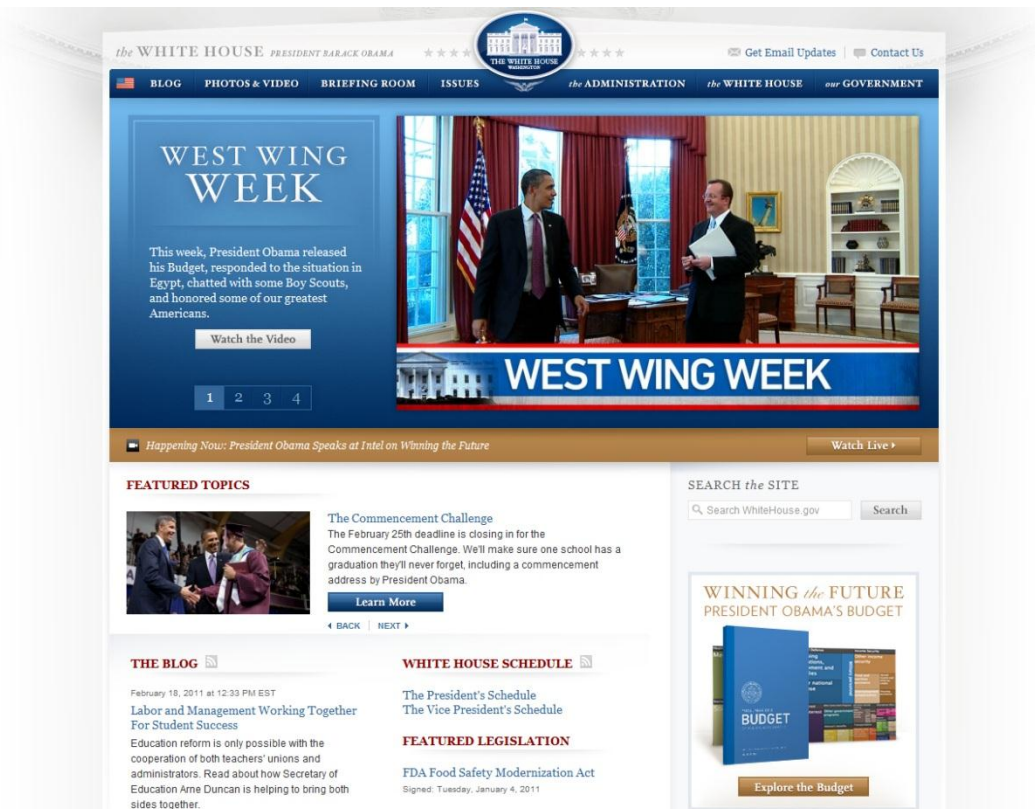 the WHITE HOUSE PRESIDENT BARACK OBAMA
THE WHITE HOUSE
WASHINGTON
Get Email Updates
Contact Us
BLOG
PHOTOS & VIDEO
BRIEFING ROOM
ISSUES
the ADMINISTRATION
the WHITE HOUSE
our GOVERNMENT
WEST WING
WEEK
This week, President Obama released
his Budget, responded to the situation in
Egypt, chatted with some Boy Scouts,
and honored some of our greatest
Americans.
Watch the Video
1 2 3 4
WEST WING WEEK
Happening Now: President Obama Speaks at Intel on Winning the Future
Watch Live
FEATURED TOPICS
The Commencement Challenge
The February 25th deadline is closing in for the
Commencement Challenge. We'll make sure one school has a
graduation they'll never forget, including a commencement
address by President Obama.
Learn More
BACK NEXT
SEARCH the SITE
Search WhiteHouse.gov
Search
WINNING the FUTURE
PRESIDENT OBAMA'S BUDGET
BUDGET
Explore the Budget
THE BLOG
February 18, 2011 at 12:33 PM EST
Labor and Management Working Together
For Student Success
Education reform is only possible with the
cooperation of both teachers' unions and
administrators. Read about how Secretary of
Education Arne Duncan is helping to bring both
sides together.
WHITE HOUSE SCHEDULE
The President's Schedule
The Vice President's Schedule
FEATURED LEGISLATION
FDA Food Safety Modernization Act
Signed: Tuesday, January 4, 2011